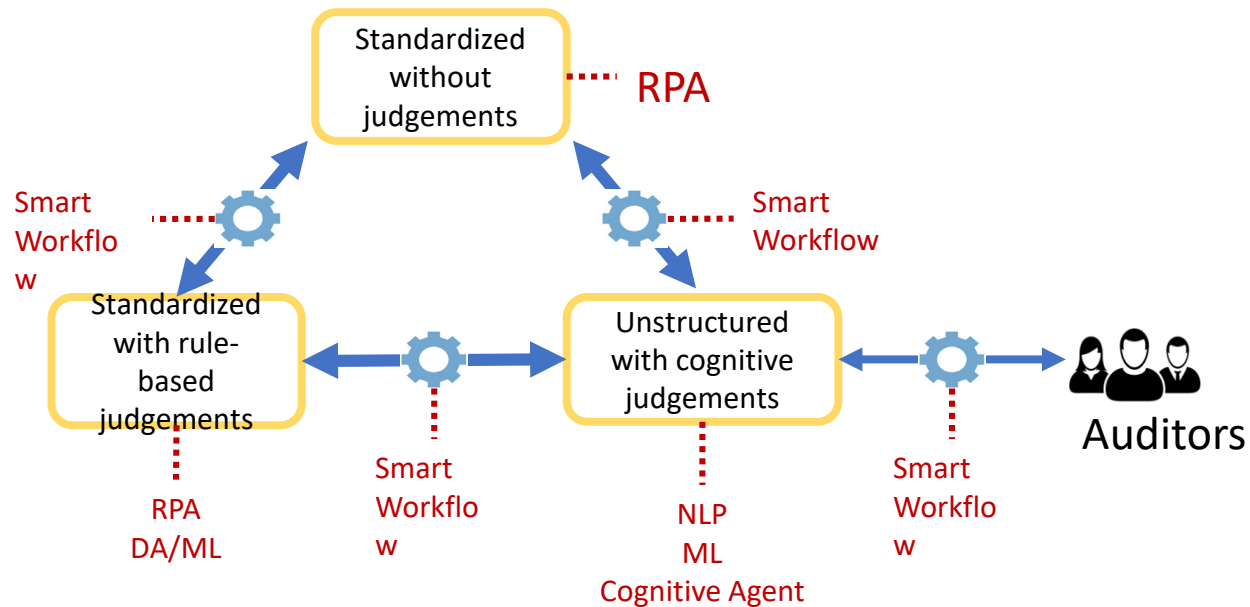 Standardized
without
judgements
RPA
Smart
Workflo
w
Smart
Workflow
Standardized
with rule-
based
judgements
Unstructured
with cognitive
judgements
Auditors
RPA
DA/ML
Smart
Workflo
w
NLP
ML
Cognitive Agent
Smart
Workflo
w